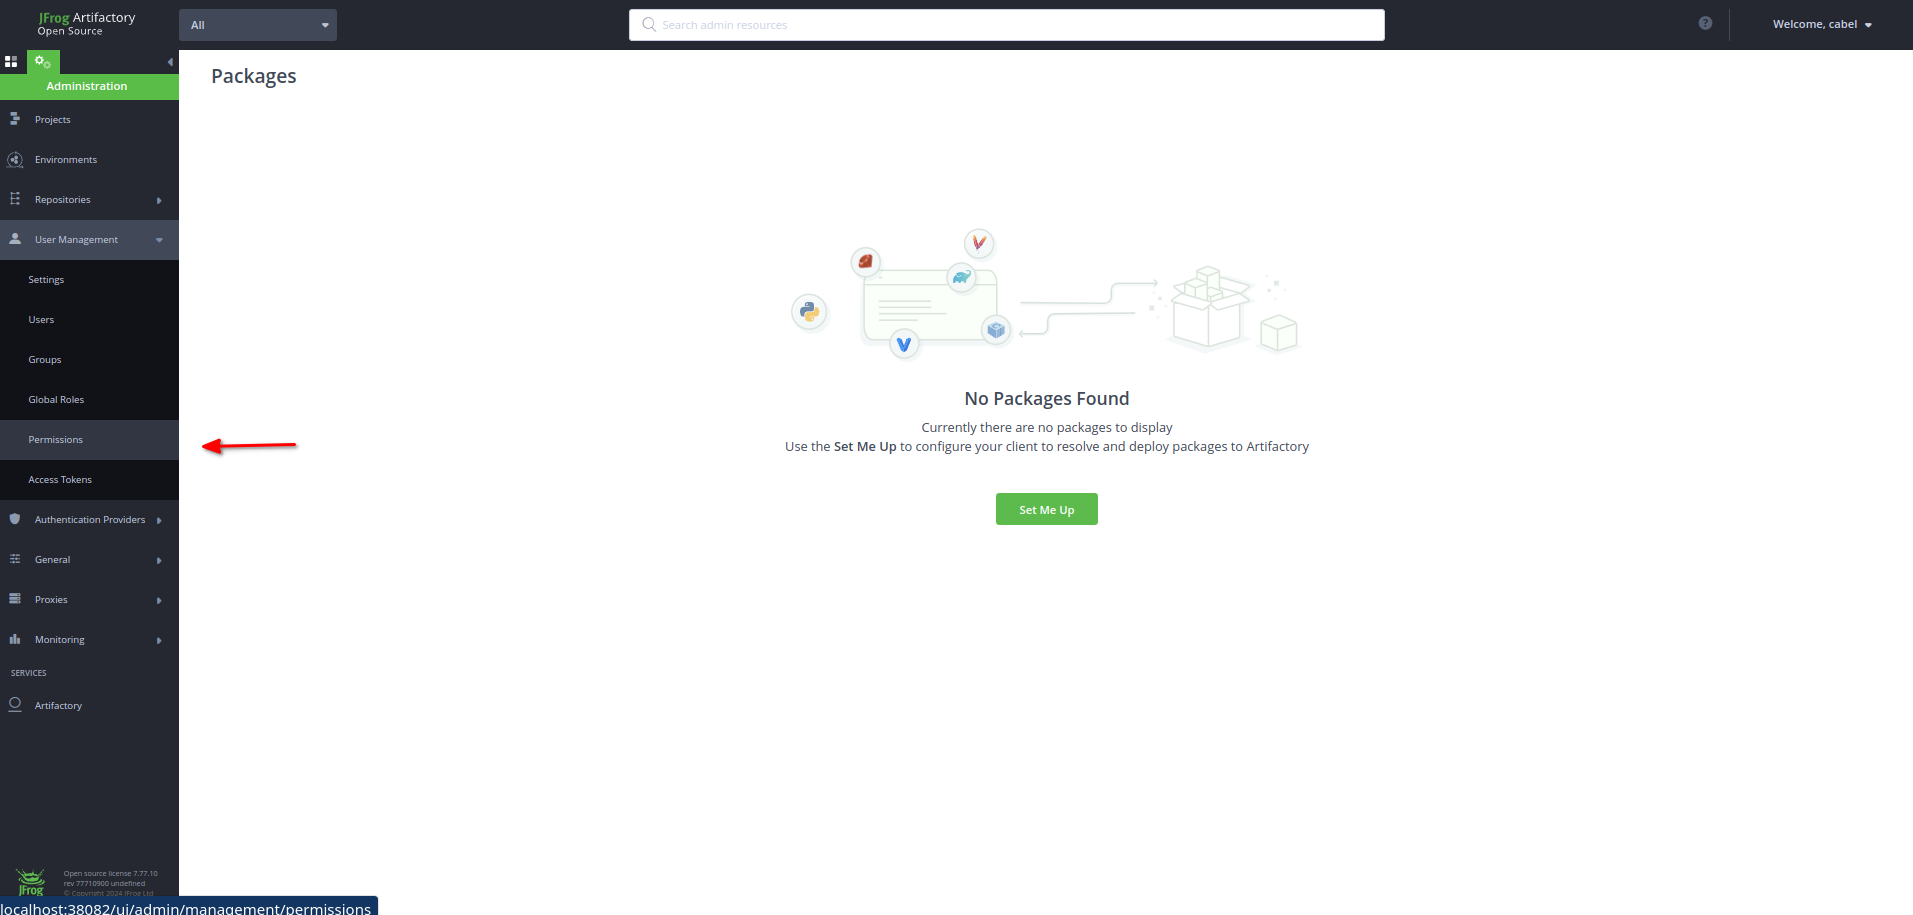 JFrog Artifactory
Open Source
All
Search admin resources
?
Welcome, cabel
Administration
Packages
Projects
Environments
Repositories
User Management
Settings
Users
Groups
Global Roles
Permissions
Access Tokens
Authentication Providers
General
Proxies
Monitoring
SERVICES
Artifactory
No Packages Found
Currently there are no packages to display
Use the Set Me Up to configure your client to resolve and deploy packages to Artifactory
Set Me Up
JFrog
Open source license 7.77.10
rev 77710900 undefined
© Copyright 2024 JFrog Ltd
localhost:38082/ui/admin/management/permissions